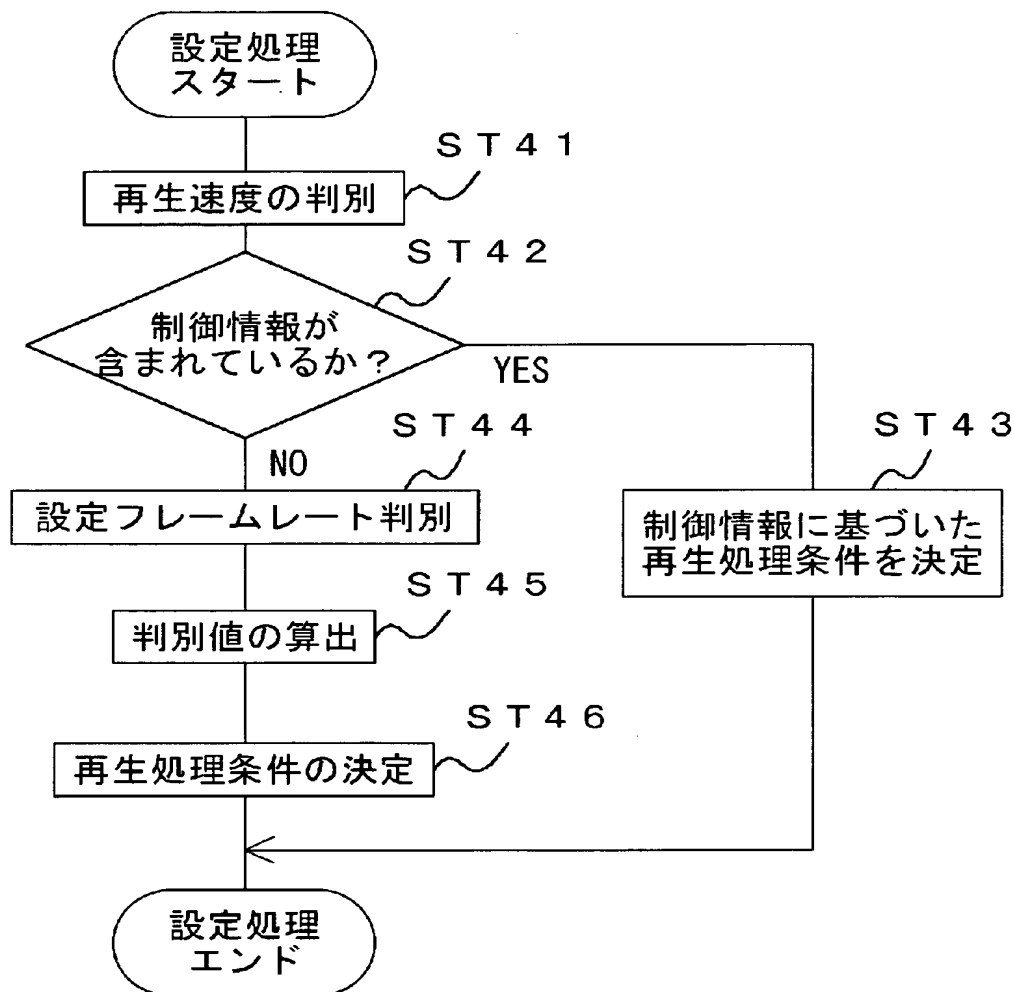 設定処理
スタート
ST41
再生速度の判別
ST42
制御情報が
含まれているか?
YES
ST44
NO
ST43
設定フレームレート判別
制御情報に基づいた
再生処理条件を決定
ST45
判別値の算出
ST46
再生処理条件の決定
設定処理
エンド